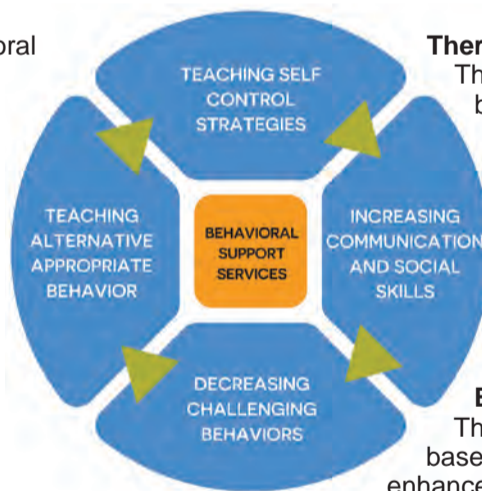 TEACHING SELF
CONTROL
STRATEGIES
TEACHING
ALTERNATIVE
APPROPRIATE
BEHAVIOR
BEHAVIORAL
SUPPORT
SERVICES
INCREASING
COMMUNICATION
AND SOCIAL
SKILLS
DECREASING
CHALLENGING
BEHAVIORS
oral
Ther
Th
b
E
Th
base
enhance